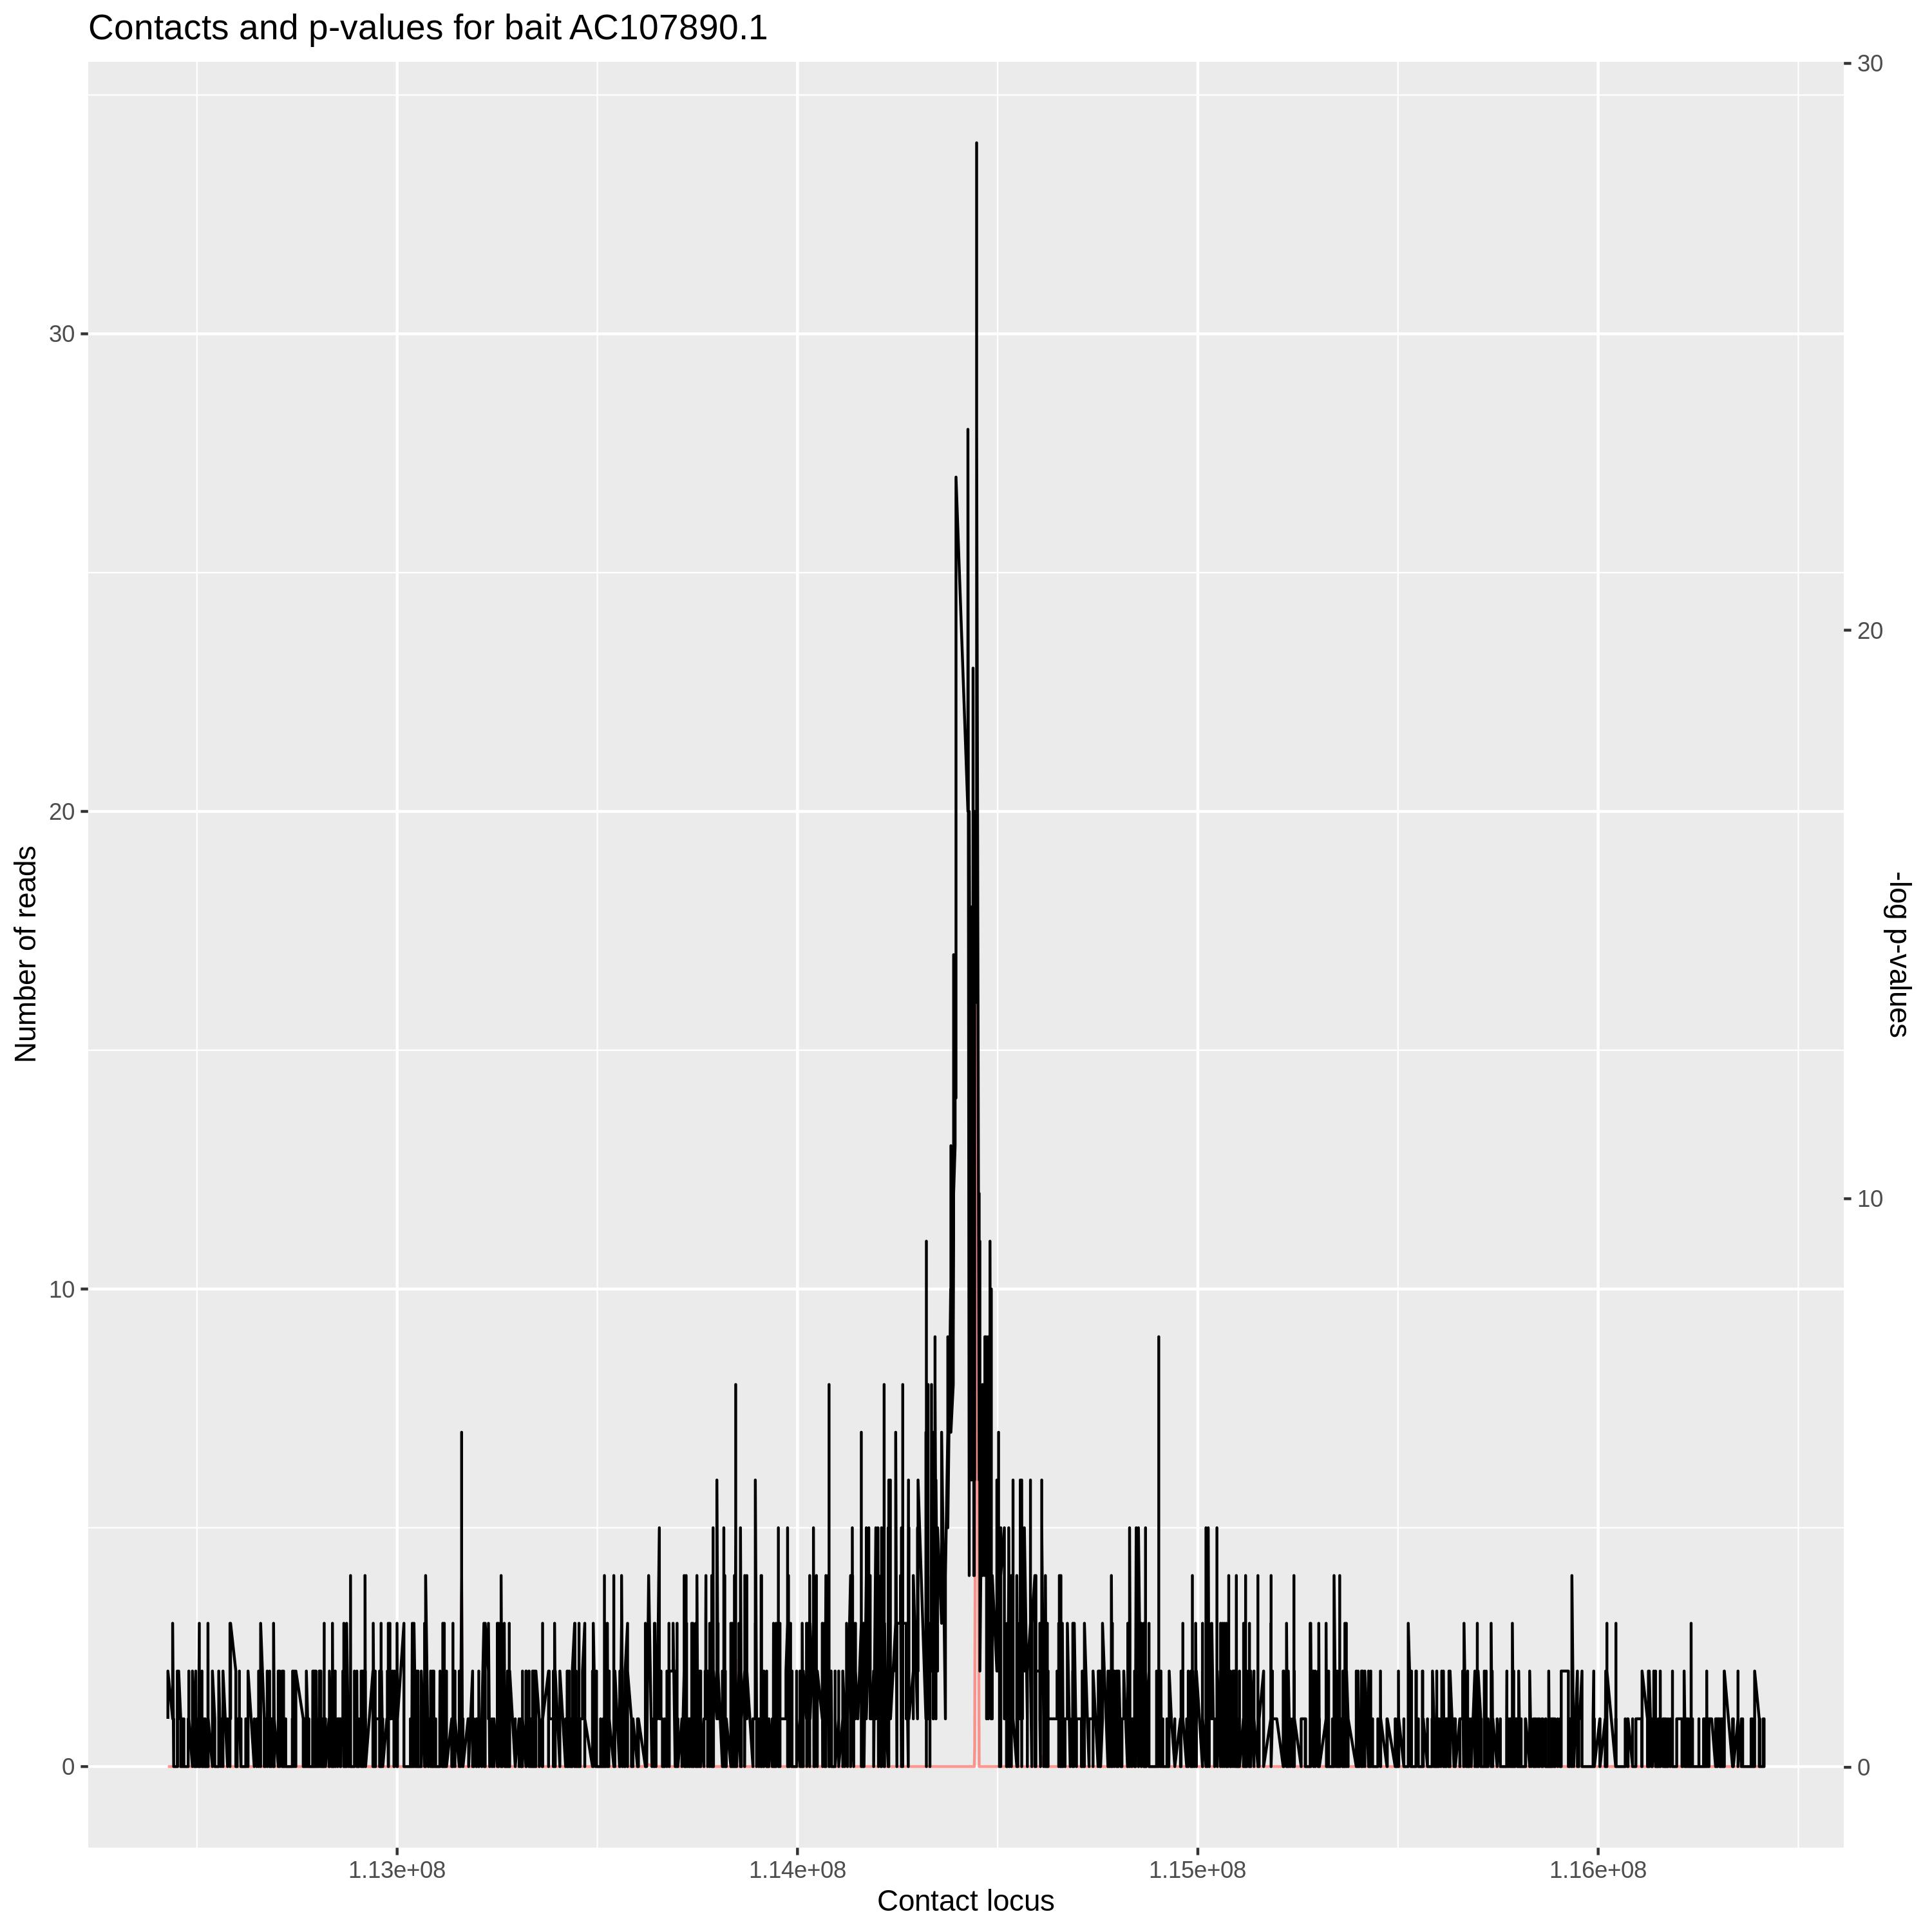 Contacts and p-values for bait AC107890.1
Number of reads
30
20
10
0
30
20
10
0
-log p-values
1.13e+08 1.14e+08 1.15e+08 1.16e+08
Contact locus